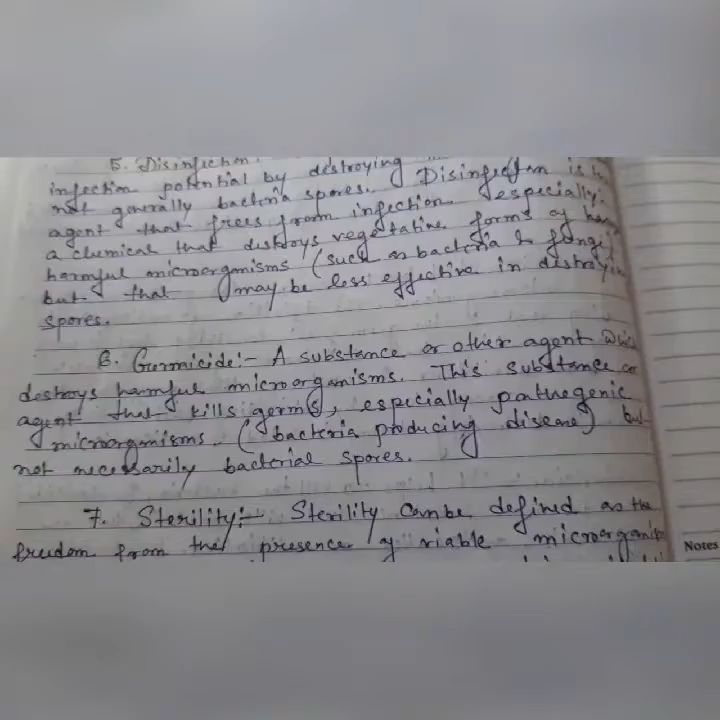 5. Disinfection:
infection potential by destroying
not generally bacteria spores. Disinfectan is
agent that frees from infection especially
a chemical that destroys vegetative forms of
harmful microorganisms (such as bacteria & fungi)
but that may be less effective in destroyin
spores.
6. Germicide:- A substance or other agent whic
destroys harmful microorganisms. This substance or
agent that kills germs, especially pathogenic
microorganisms. (bacteria producing disease) but
not necessarily bacterial spores.
7. Sterility:- Sterility can be defined as the
freedom from the presence of viable microorganis
Notes